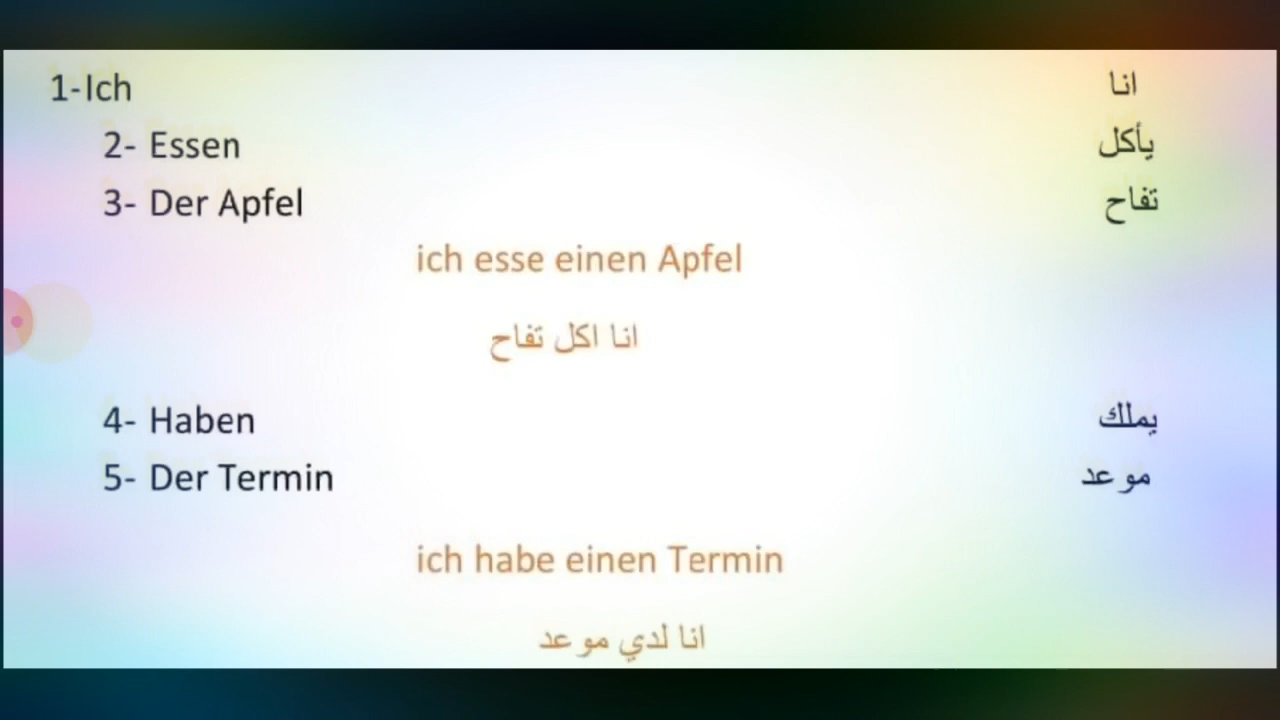 1-Ich انا
2- Essen يأكل
3- Der Apfel تفاح
ich esse einen Apfel
انا اكل تفاح
4- Haben يملك
5- Der Termin موعد
ich habe einen Termin
انا لدي موعد